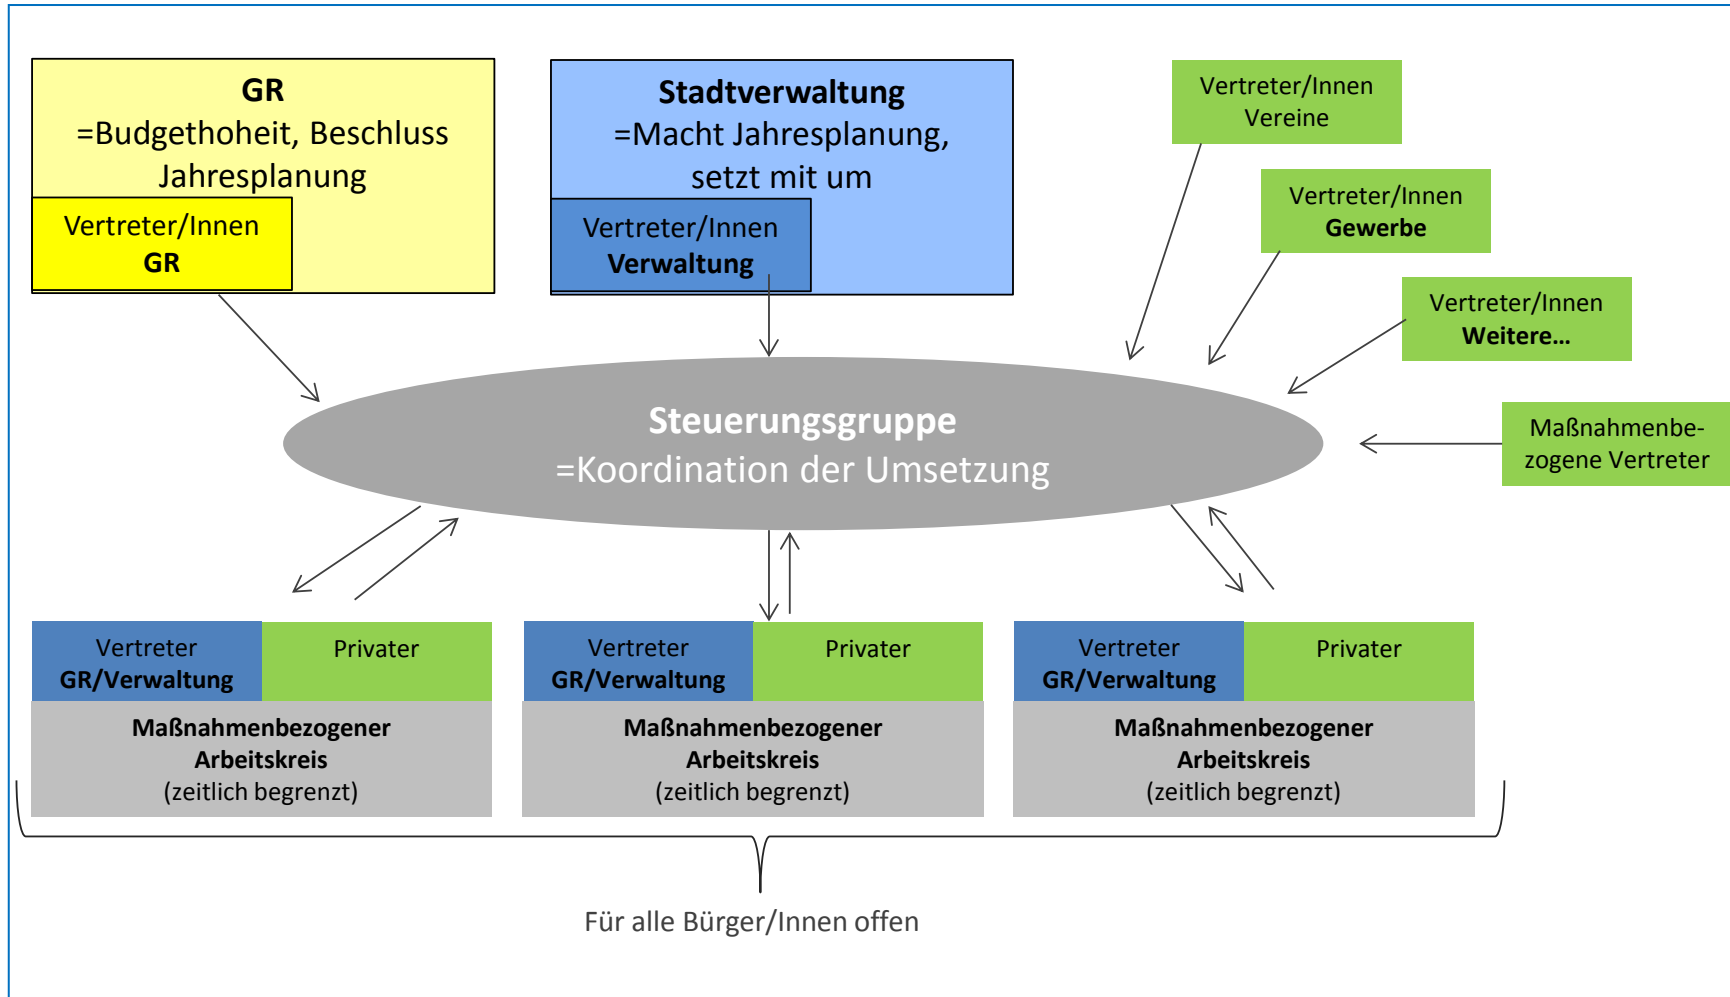 GR
=Budgethoheit, Beschluss
Jahresplanung
Vertreter/Innen
GR
Stadtverwaltung
=Macht Jahresplanung,
setzt mit um
Vertreter/Innen
Verwaltung
Vertreter/Innen
Vereine
Vertreter/Innen
Gewerbe
Vertreter/Innen
Weitere...
Maßnahmenbe-
zogene Vertreter
Steuerungsgruppe
=Koordination der Umsetzung
Vertreter
GR/Verwaltung
Privater
Maßnahmenbezogener
Arbeitskreis
(zeitlich begrenzt)
Vertreter
GR/Verwaltung
Privater
Maßnahmenbezogener
Arbeitskreis
(zeitlich begrenzt)
Vertreter
GR/Verwaltung
Privater
Maßnahmenbezogener
Arbeitskreis
(zeitlich begrenzt)
Für alle Bürger/Innen offen